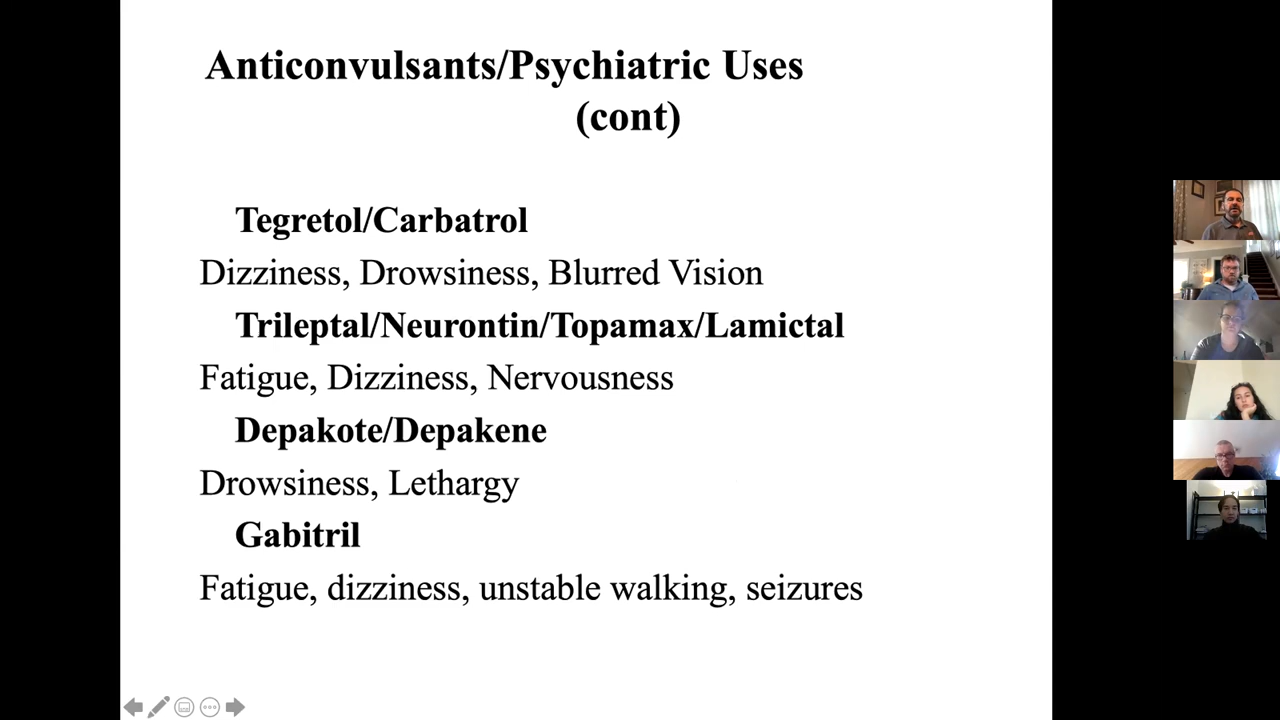 Anticonvulsants/Psychiatric Uses
(cont)
Tegretol/Carbatrol
Dizziness, Drowsiness, Blurred Vision
Trileptal/Neurontin/Topamax/Lamictal
Fatigue, Dizziness, Nervousness
Depakote/Depakene
Drowsiness, Lethargy
Gabitril
Fatigue, dizziness, unstable walking, seizures